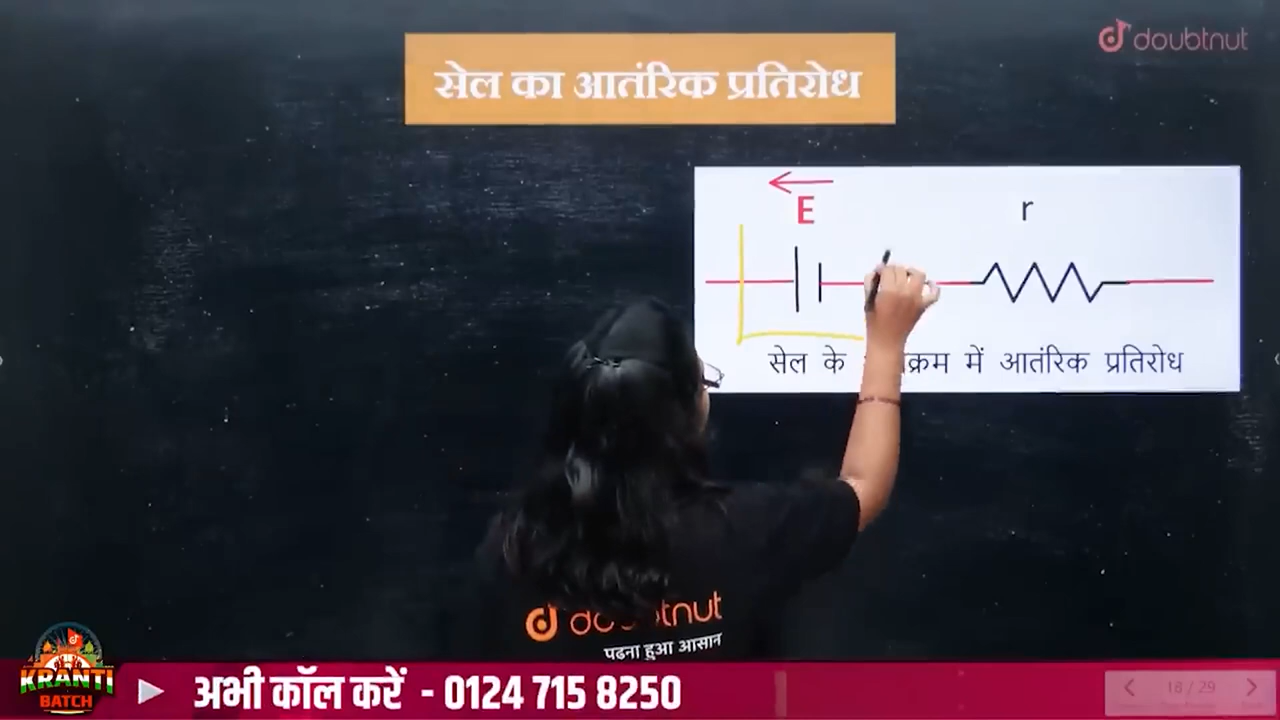 doubtnut
सेल का आतंरिक प्रतिरोध
E
r
सेल के क्रम में आतंरिक प्रतिरोध
doubtnut
पढना हुआ आसान
KRANTI
BATCH
अभी कॉल करें - 0124 715 8250
18 / 29